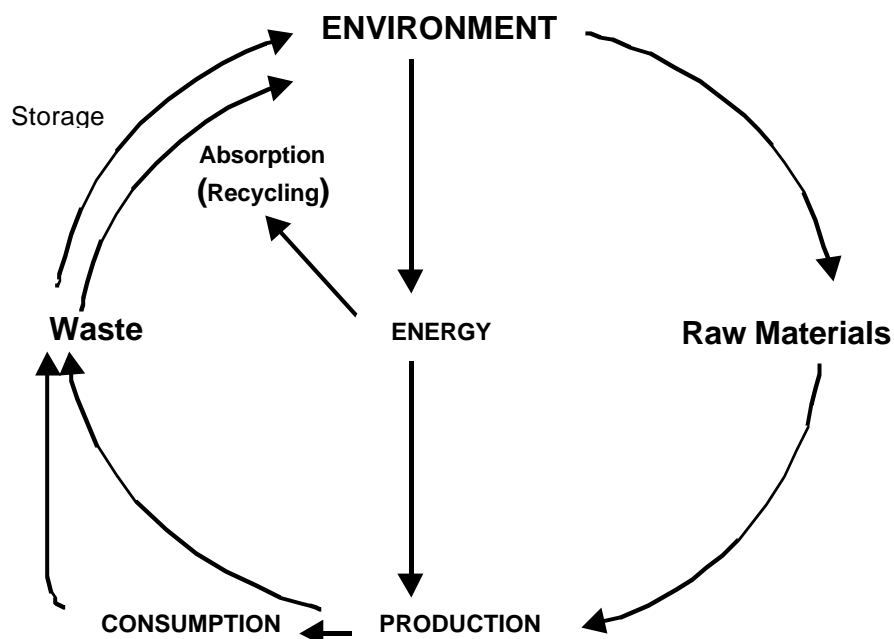 ENVIRONMENT
Storage
Absorption
(Recycling)
Waste
ENERGY
Raw Materials
CONSUMPTION
PRODUCTION